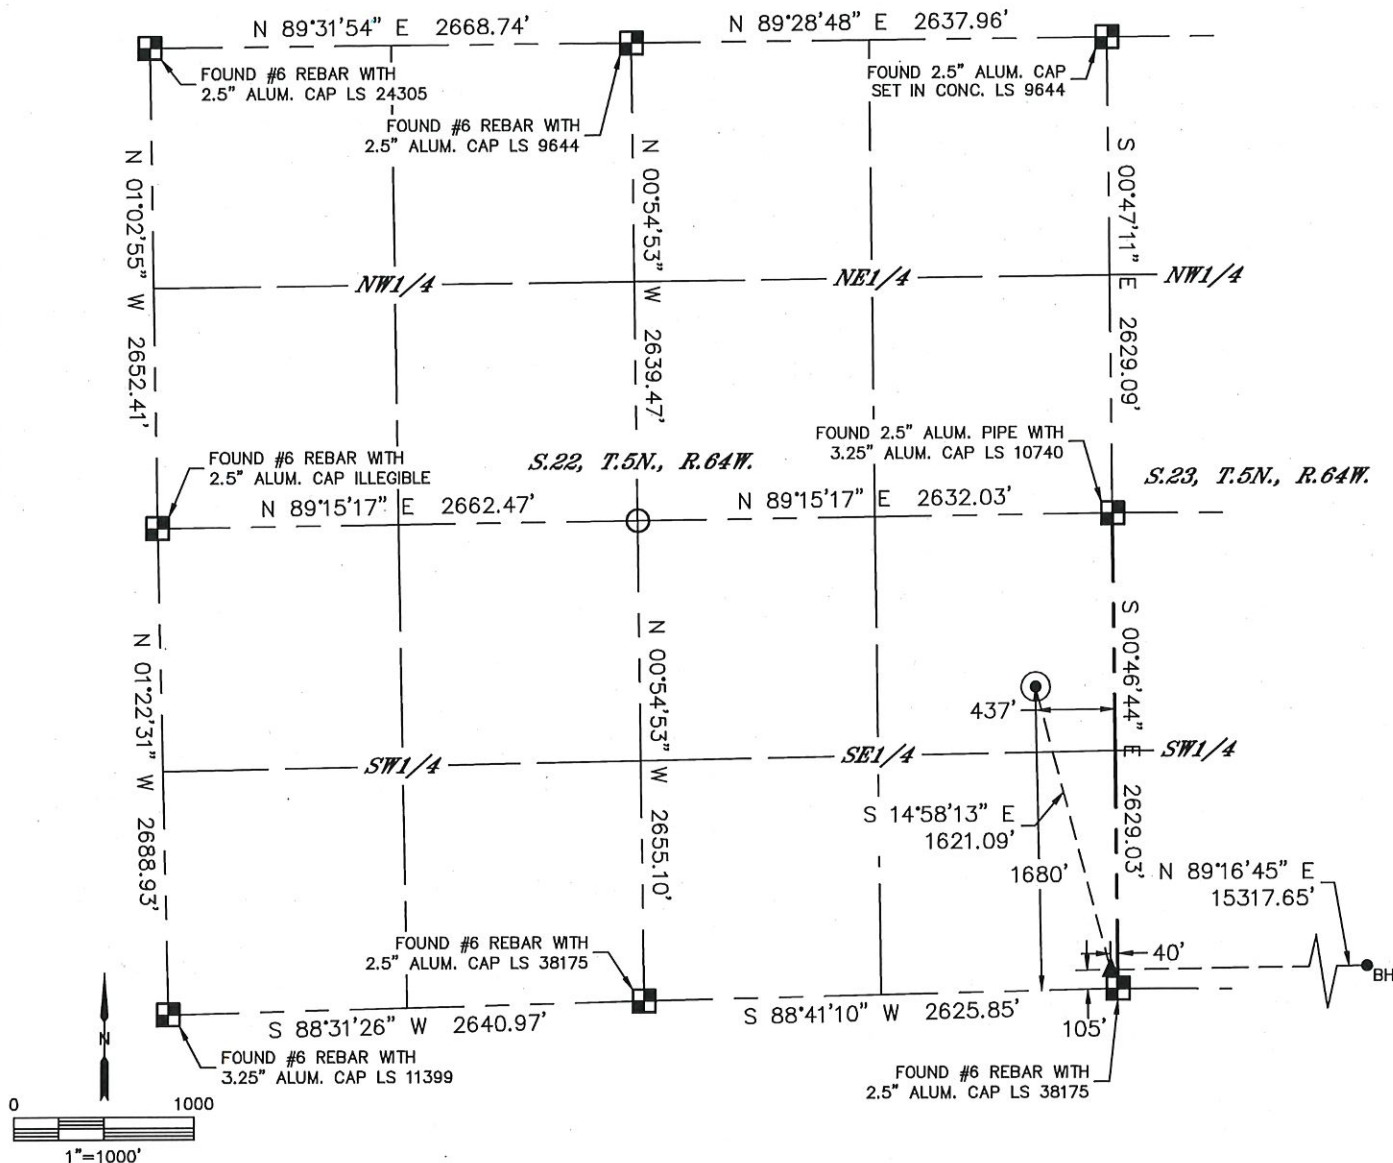 N 89°31'54" E 2668.74'
N 89°28'48" E 2637.96'
FOUND #6 REBAR WITH
2.5" ALUM. CAP LS 24305
FOUND #6 REBAR WITH
2.5" ALUM. CAP LS 9644
FOUND 2.5" ALUM. CAP
SET IN CONC. LS 9644
N 01°02'55" W 2652.41'
N 00°54'53" W 2639.47'
S 00°47'11" E 2629.09'
NW1/4
NE1/4
NW1/4
FOUND #6 REBAR WITH
2.5" ALUM. CAP ILLEGIBLE
S.22, T.5N., R.64W.
FOUND 2.5" ALUM. PIPE WITH
3.25" ALUM. CAP LS 10740
S.23, T.5N., R.64W.
N 89°15'17" E 2662.47'
N 89°15'17" E 2632.03'
N 01°22'31" W 2688.93'
N 00°54'53" W 2655.10'
S 00°46'44" E 2629.03'
437'
SW1/4
SE1/4
SW1/4
S 14°58'13" E
1621.09'
1680'
N 89°16'45" E
15317.65'
40'
BH
105'
FOUND #6 REBAR WITH
2.5" ALUM. CAP LS 38175
S 88°31'26" W 2640.97'
S 88°41'10" W 2625.85'
FOUND #6 REBAR WITH
3.25" ALUM. CAP LS 11399
FOUND #6 REBAR WITH
2.5" ALUM. CAP LS 38175
N
0 1000
1"=1000'